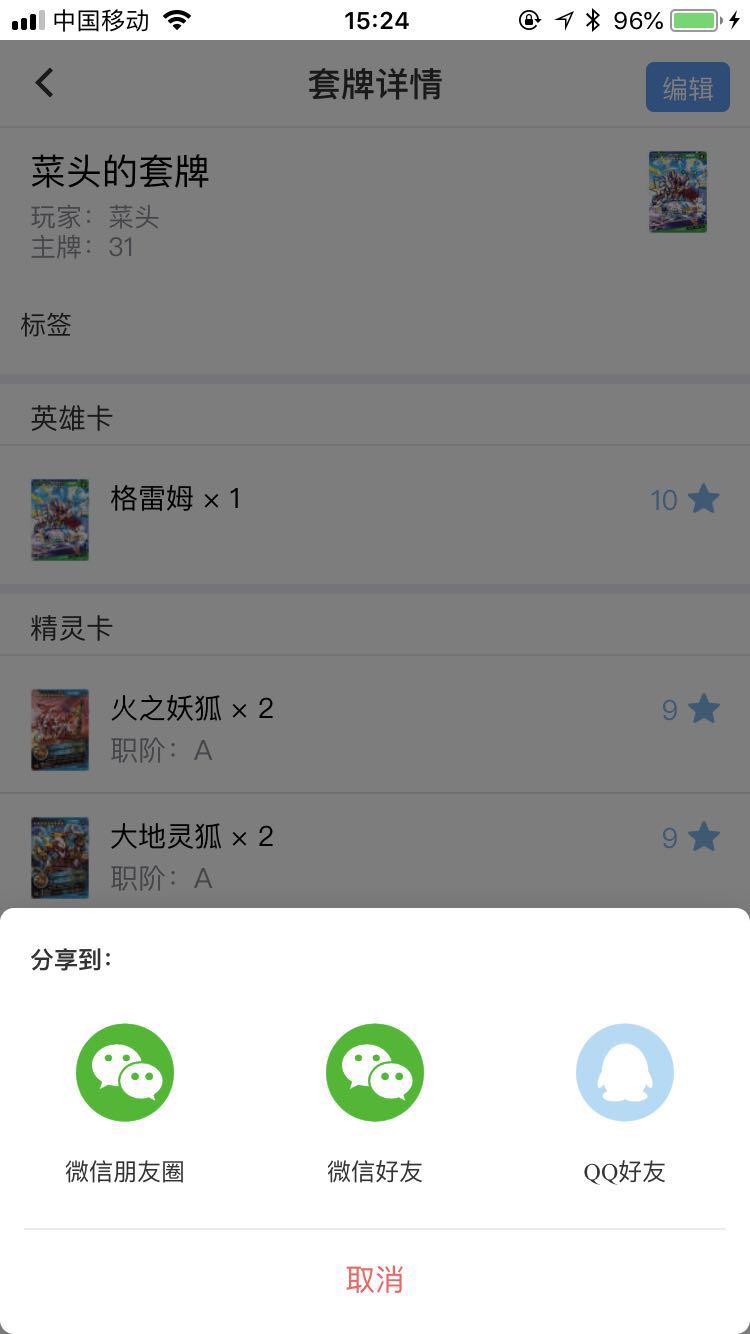 中国移动
15:24
96%
套牌详情
编辑
菜头的套牌
玩家：菜头
主牌：31
标签
英雄卡
格雷姆 × 1
10
精灵卡
火之妖狐 × 2
9
职阶：A
大地灵狐 × 2
9
职阶：A
分享到：
微信朋友圈
微信好友
QQ好友
取消